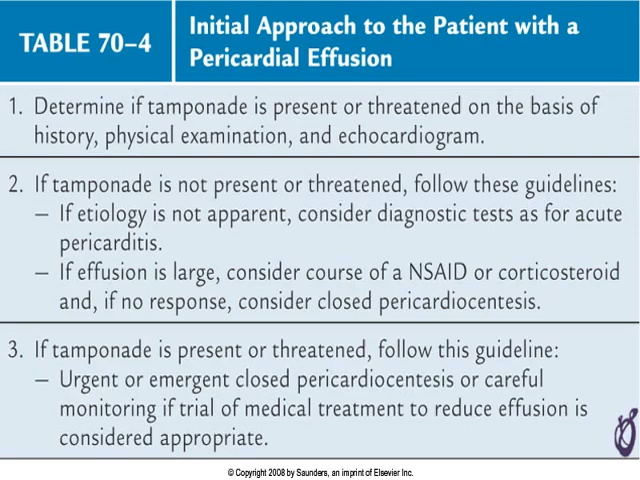 TABLE 70–4
Initial Approach to the Patient with a
Pericardial Effusion
1. Determine if tamponade is present or threatened on the basis of
history, physical examination, and echocardiogram.
2. If tamponade is not present or threatened, follow these guidelines:
– If etiology is not apparent, consider diagnostic tests as for acute
pericarditis.
– If effusion is large, consider course of a NSAID or corticosteroid
and, if no response, consider closed pericardiocentesis.
3. If tamponade is present or threatened, follow this guideline:
– Urgent or emergent closed pericardiocentesis or careful
monitoring if trial of medical treatment to reduce effusion is
considered appropriate.
© Copyright 2008 by Saunders, an imprint of Elsevier Inc.